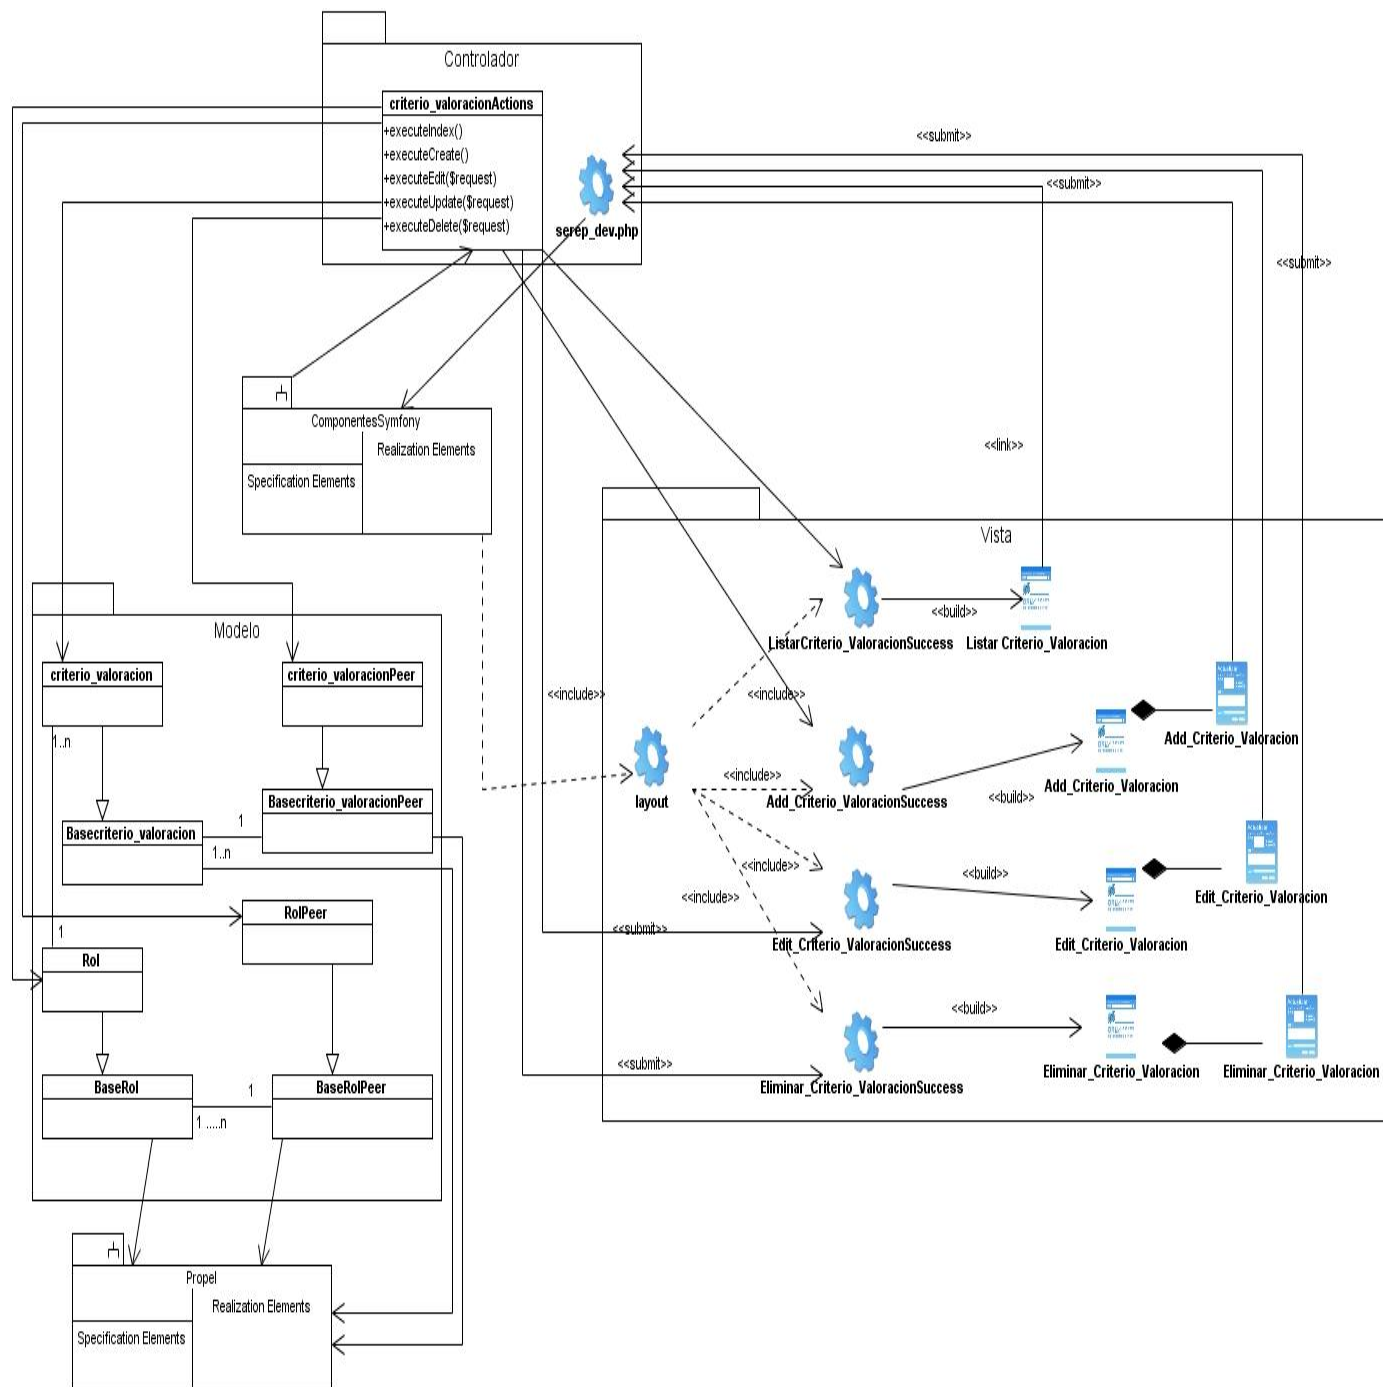 Controlador
criterio_valoracionActions
+executeIndex()
+executeCreate()
+executeEdit($request)
+executeUpdate($request)
+executeDelete($request)
serep_dev.php
<<submit>>
<<submit>>
<<submit>>
ComponentesSymfony
Realization Elements
Specification Elements
<<link>>
Vista
<<build>>
ListarCriterio_ValoracionSuccess
Listar Criterio_Valoracion
<<include>>
<<include>>
layout
<<include>>
Add_Criterio_ValoracionSuccess
<<build>>
Add_Criterio_Valoracion
Actualizar
Add_Criterio_Valoracion
<<include>>
<<include>>
<<build>>
<<submit>>
Edit_Criterio_ValoracionSuccess
Edit_Criterio_Valoracion
Actualizar
Edit_Criterio_Valoracion
<<build>>
<<submit>>
Eliminar_Criterio_ValoracionSuccess
Eliminar_Criterio_Valoracion
Actualizar
Eliminar_Criterio_Valoracion
Modelo
criterio_valoracion
criterio_valoracionPeer
1..n
Basecriterio_valoracionPeer
Basecriterio_valoracion
1
1..n
RolPeer
1
Rol
BaseRol
1
BaseRolPeer
1 .....n
Propel
Realization Elements
Specification Elements